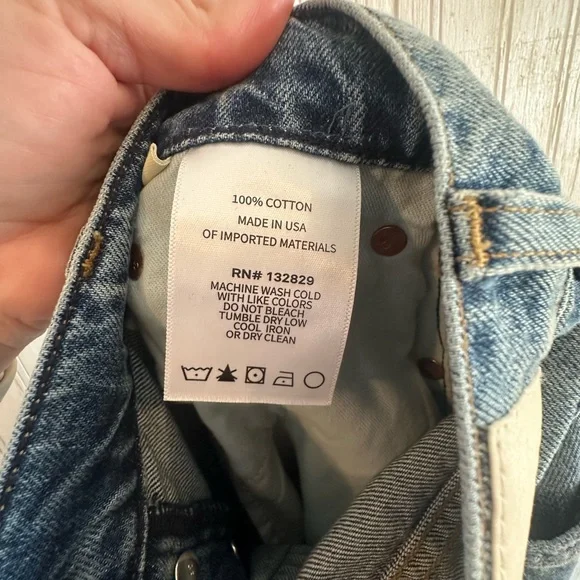 100% COTTON
MADE IN USA
OF IMPORTED MATERIALS
RN# 132829
MACHINE WASH COLD
WITH LIKE COLORS
DO NOT BLEACH
TUMBLE DRY LOW
COOL IRON
OR DRY CLEAN